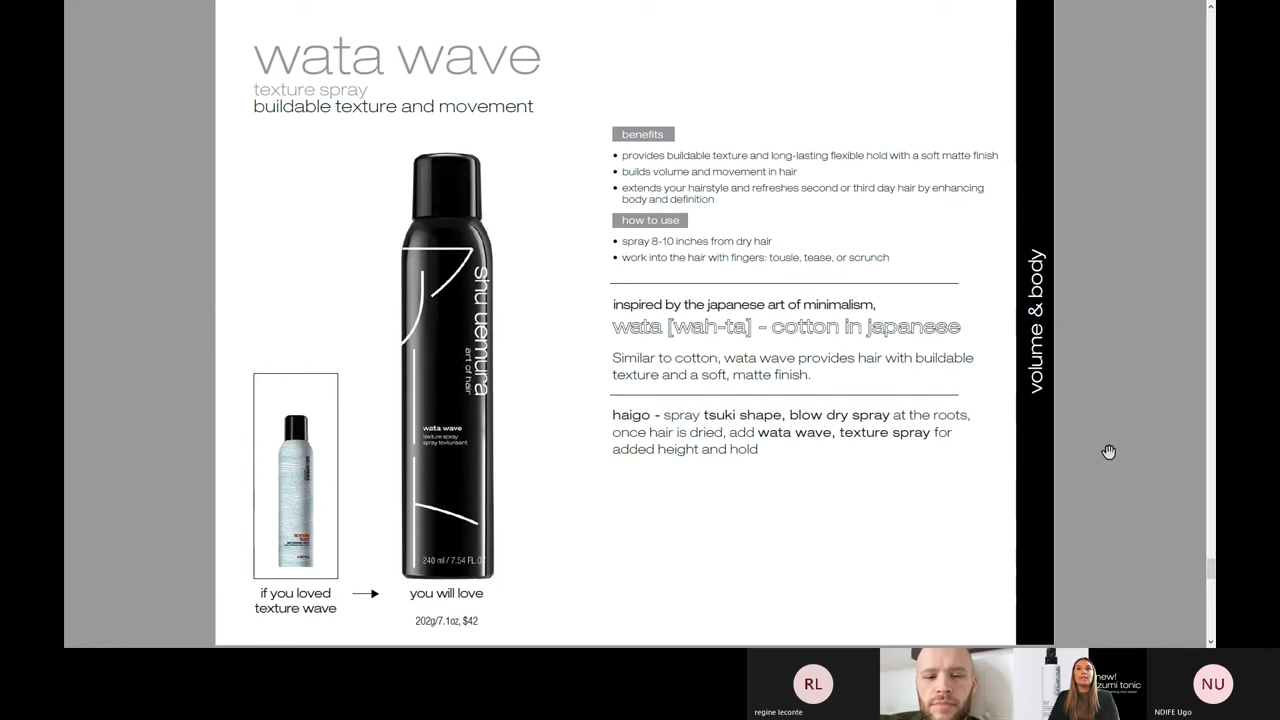 wata wave
texture spray
buildable texture and movement
benefits
• provides buildable texture and long-lasting flexible hold with a soft matte finish
• builds volume and movement in hair
• extends your hairstyle and refreshes second or third day hair by enhancing
body and definition
how to use
• spray 8-10 inches from dry hair
• work into the hair with fingers: tousle, tease, or scrunch
inspired by the japanese art of minimalism,
wata [wah-ta] - cotton in japanese
Similar to cotton, wata wave provides hair with buildable
texture and a soft, matte finish.
haigo - spray tsuki shape, blow dry spray at the roots,
once hair is dried, add wata wave, texture spray for
added height and hold
volume & body
shu uemura
art of hair
wata wave
texture spray
spray texturisant
240 ml / 7.54 FL.O
if you loved
texture wave
you will love
202g/7.1oz, $42
RL
regine leconte
new!
zumi tonic
NU
NDIFE Ugo